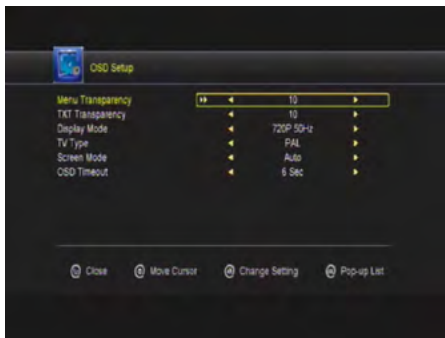 OSD Setup
Menu Transparency 10
TXT Transparency 10
Display Mode 720P 50Hz
TV Type PAL
Screen Mode Auto
OSD Timeout 6 Sec
Close Move Cursor Change Setting Pop-up List